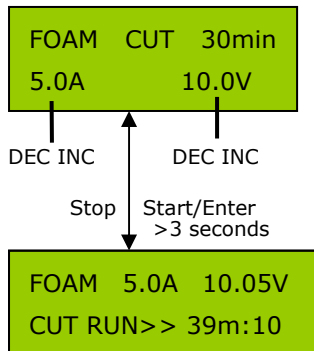 FOAM CUT 30min
5.0A 10.0V
DEC INC DEC INC
Stop Start/Enter
>3 seconds
FOAM 5.0A 10.05V
CUT RUN>> 39m:10